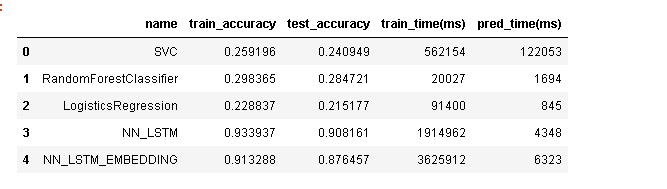 name train_accuracy test_accuracy train_time(ms) pred_time(ms)
0 SVC 0.259196 0.240949 562154 122053
1 RandomForestClassifier 0.298365 0.284721 20027 1694
2 LogisticsRegression 0.228837 0.215177 91400 845
3 NN_LSTM 0.933937 0.908161 1914962 4348
4 NN_LSTM_EMBEDDING 0.913288 0.876457 3625912 6323